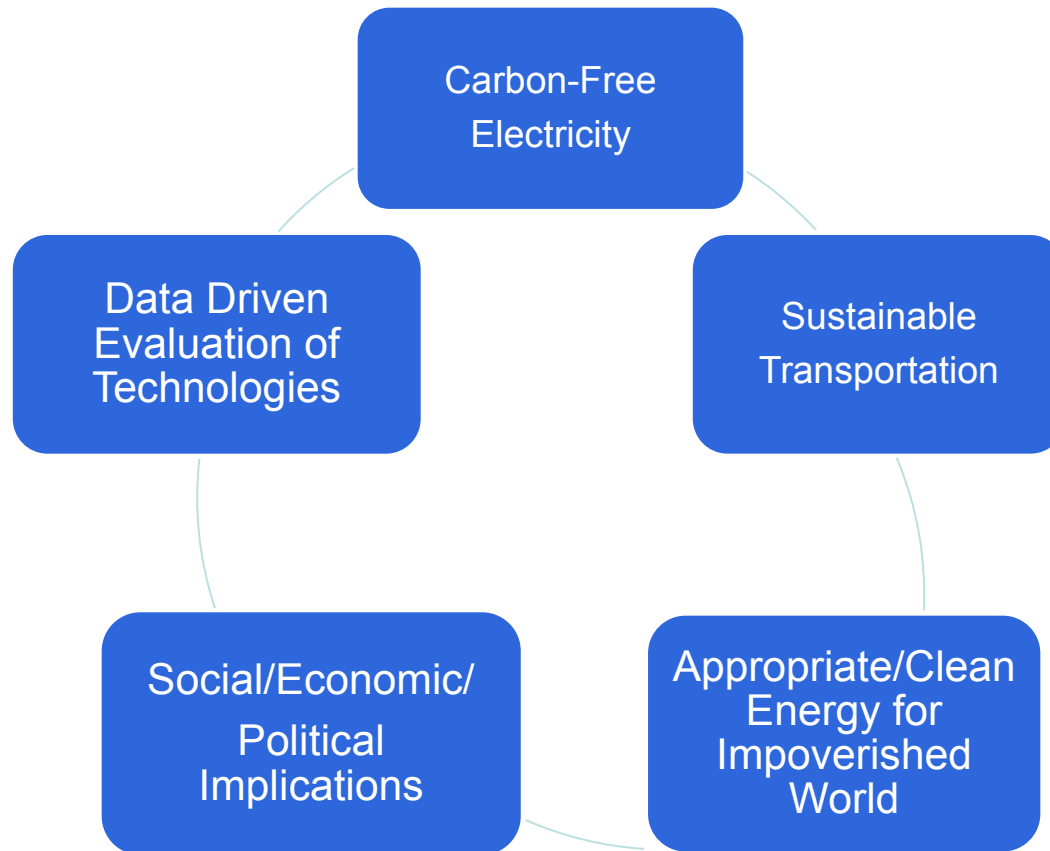 Carbon-Free
Electricity
Data Driven
Evaluation of
Technologies
Sustainable
Transportation
Social/Economic/
Political
Implications
Appropriate/Clean
Energy for
Impoverished
World